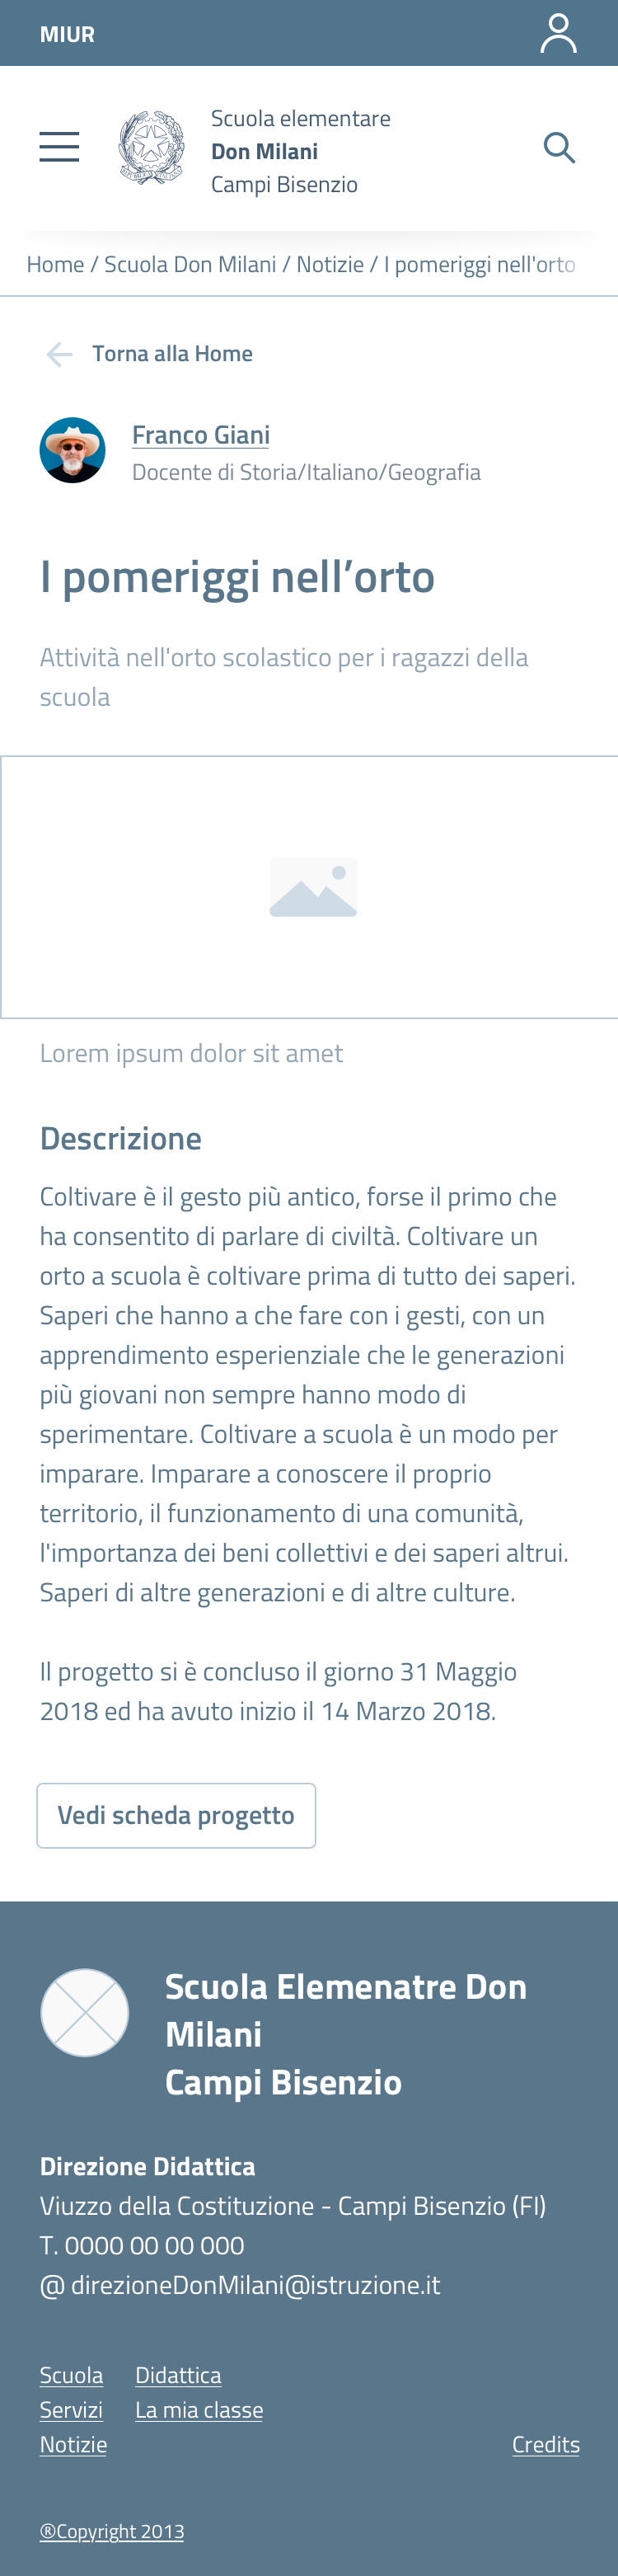 MIUR
Scuola elementare
Don Milani
Campi Bisenzio
Home / Scuola Don Milani / Notizie / I pomeriggi nell'orto
Torna alla Home
Franco Giani
Docente di Storia/Italiano/Geografia
I pomeriggi nell’orto
Attività nell'orto scolastico per i ragazzi della
scuola
Lorem ipsum dolor sit amet
Descrizione
Coltivare è il gesto più antico, forse il primo che
ha consentito di parlare di civiltà. Coltivare un
orto a scuola è coltivare prima di tutto dei saperi.
Saperi che hanno a che fare con i gesti, con un
apprendimento esperienziale che le generazioni
più giovani non sempre hanno modo di
sperimentare. Coltivare a scuola è un modo per
imparare. Imparare a conoscere il proprio
territorio, il funzionamento di una comunità,
l'importanza dei beni collettivi e dei saperi altrui.
Saperi di altre generazioni e di altre culture.
Il progetto si è concluso il giorno 31 Maggio
2018 ed ha avuto inizio il 14 Marzo 2018.
Vedi scheda progetto
Scuola Elemenatre Don
Milani
Campi Bisenzio
Direzione Didattica
Viuzzo della Costituzione - Campi Bisenzio (FI)
T. 0000 00 00 000
@ direzioneDonMilani@istruzione.it
Scuola Didattica
Servizi La mia classe
Notizie Credits
®Copyright 2013